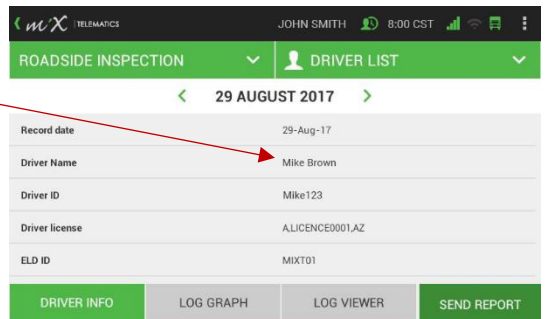 MiX TELEMATICS JOHN SMITH 8:00 CST
ROADSIDE INSPECTION DRIVER LIST
29 AUGUST 2017
Record date 29-Aug-17
Driver Name Mike Brown
Driver ID Mike123
Driver license A,LICENCE0001,AZ
ELD ID MIXT01
DRIVER INFO LOG GRAPH LOG VIEWER SEND REPORT